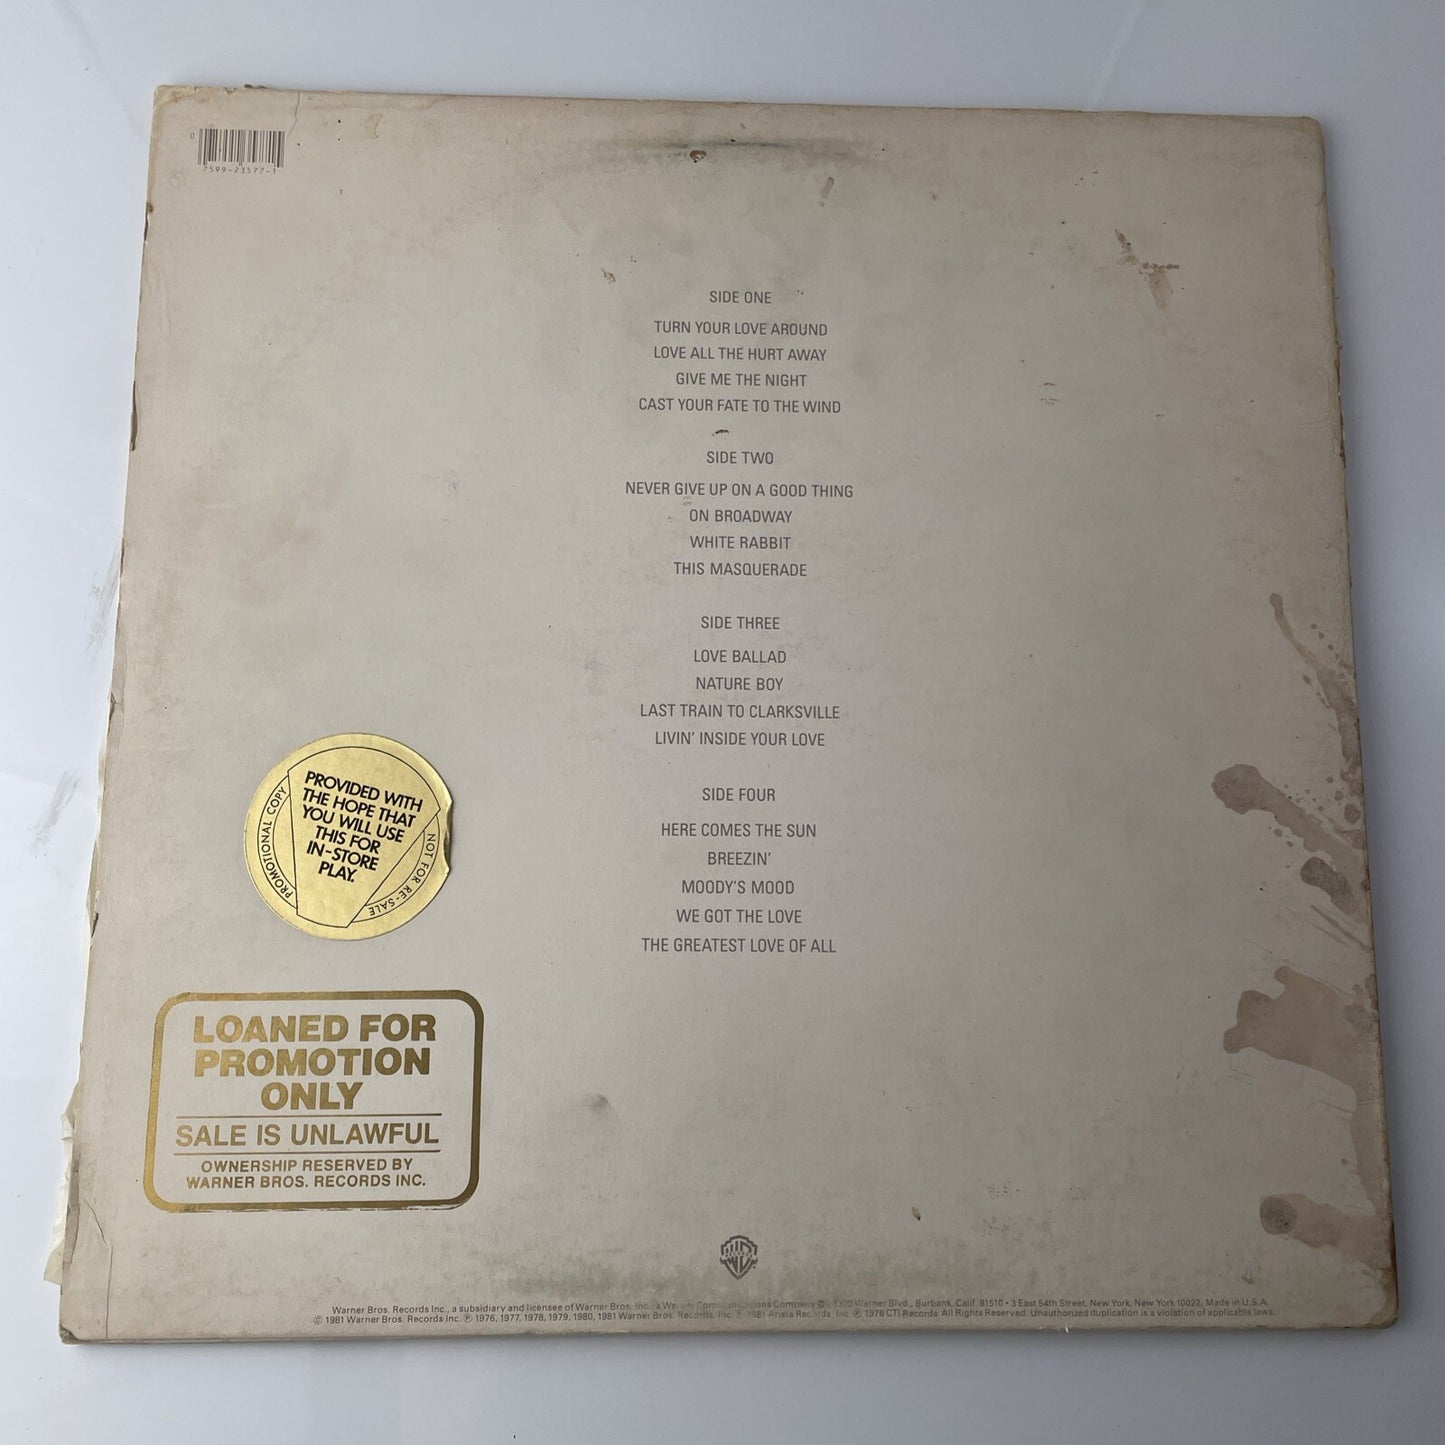 0
7599-23577-1
SIDE ONE
TURN YOUR LOVE AROUND
LOVE ALL THE HURT AWAY
GIVE ME THE NIGHT
CAST YOUR FATE TO THE WIND
SIDE TWO
NEVER GIVE UP ON A GOOD THING
ON BROADWAY
WHITE RABBIT
THIS MASQUERADE
SIDE THREE
LOVE BALLAD
NATURE BOY
LAST TRAIN TO CLARKSVILLE
LIVIN' INSIDE YOUR LOVE
SIDE FOUR
HERE COMES THE SUN
BREEZIN'
MOODY'S MOOD
WE GOT THE LOVE
THE GREATEST LOVE OF ALL
PROMOTIONAL COPY
PROVIDED WITH
THE HOPE THAT
YOU WILL USE
THIS FOR
IN-STORE
PLAY.
NOT FOR RE-SALE
LOANED FOR
PROMOTION
ONLY
SALE IS UNLAWFUL
OWNERSHIP RESERVED BY
WARNER BROS. RECORDS INC.
RECORDS
Warner Bros. Records Inc., a subsidiary and licensee of Warner Bros. Inc., a Warner Communications Company 3300 Warner Blvd., Burbank, Calif. 91510 • 3 East 54th Street, New York, New York 10022. Made in U.S.A.
© 1981 Warner Bros. Records Inc. ℗ 1976, 1977, 1978, 1979, 1980, 1981 Warner Bros. Records, Inc. ℗ 1981 Arista Records, Inc. ℗ 1976 CTI Records. All Rights Reserved. Unauthorized duplication is a violation of applicable laws.